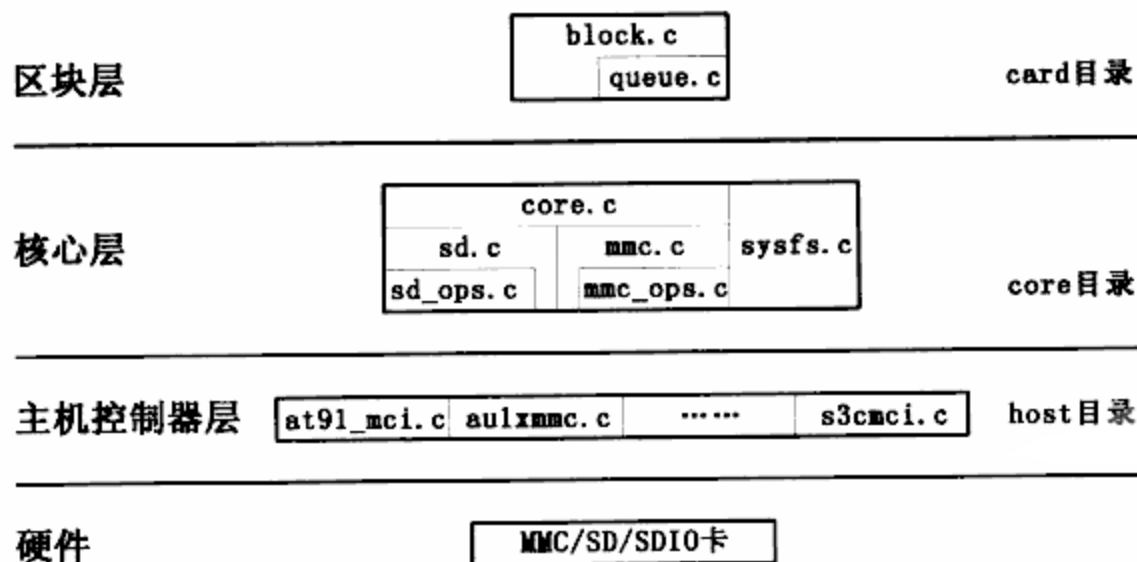 block.c
queue.c
区块层
card目录
core.c
sd.c
mmc.c
sysfs.c
核心层
sd_ops.c
mmc_ops.c
core目录
主机控制器层
at91_mci.c
au1xmmc.c
……
s3cmci.c
host目录
硬件
MMC/SD/SDIO卡